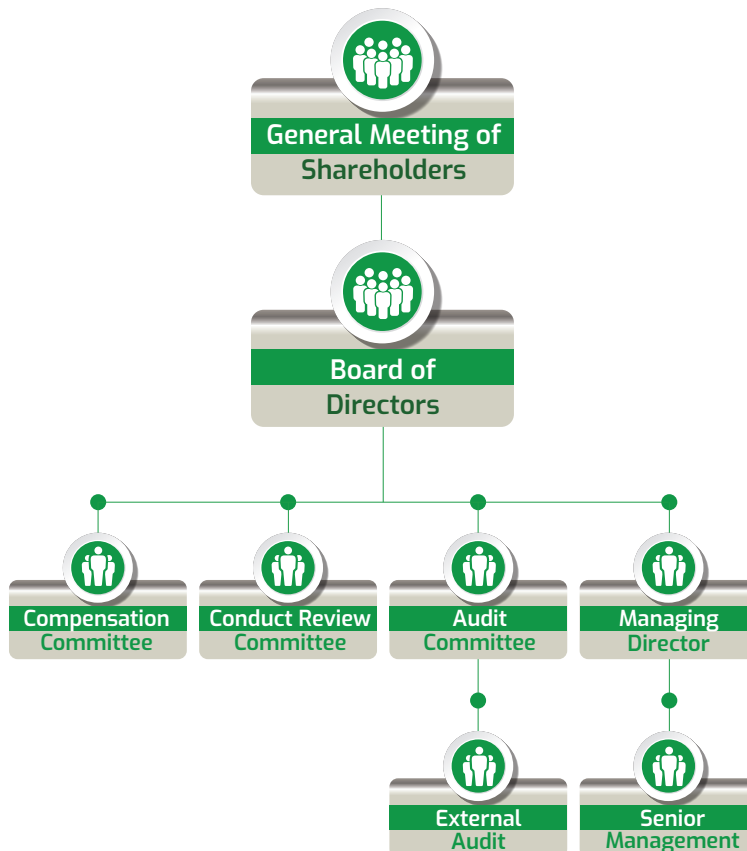 General Meeting of
Shareholders
Board of
Directors
Compensation
Committee
Conduct Review
Committee
Audit
Committee
Managing
Director
External
Audit
Senior
Management